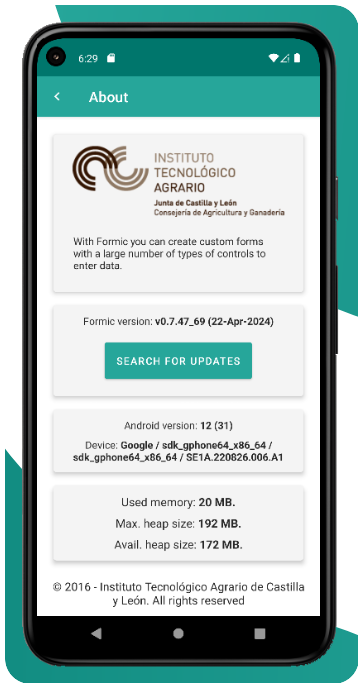 6:29
About
INSTITUTO
TECNOLÓGICO
AGRARIO
Junta de Castilla y León
Consejería de Agricultura y Ganadería
With Formic you can create custom forms
with a large number of types of controls to
enter data.
Formic version: v0.7.47_69 (22-Apr-2024)
SEARCH FOR UPDATES
Android version: 12 (31)
Device: Google / sdk_gphone64_x86_64 /
sdk_gphone64_x86_64 / SE1A.220826.006.A1
Used memory: 20 MB.
Max. heap size: 192 MB.
Avail. heap size: 172 MB.
© 2016 - Instituto Tecnológico Agrario de Castilla
y León. All rights reserved